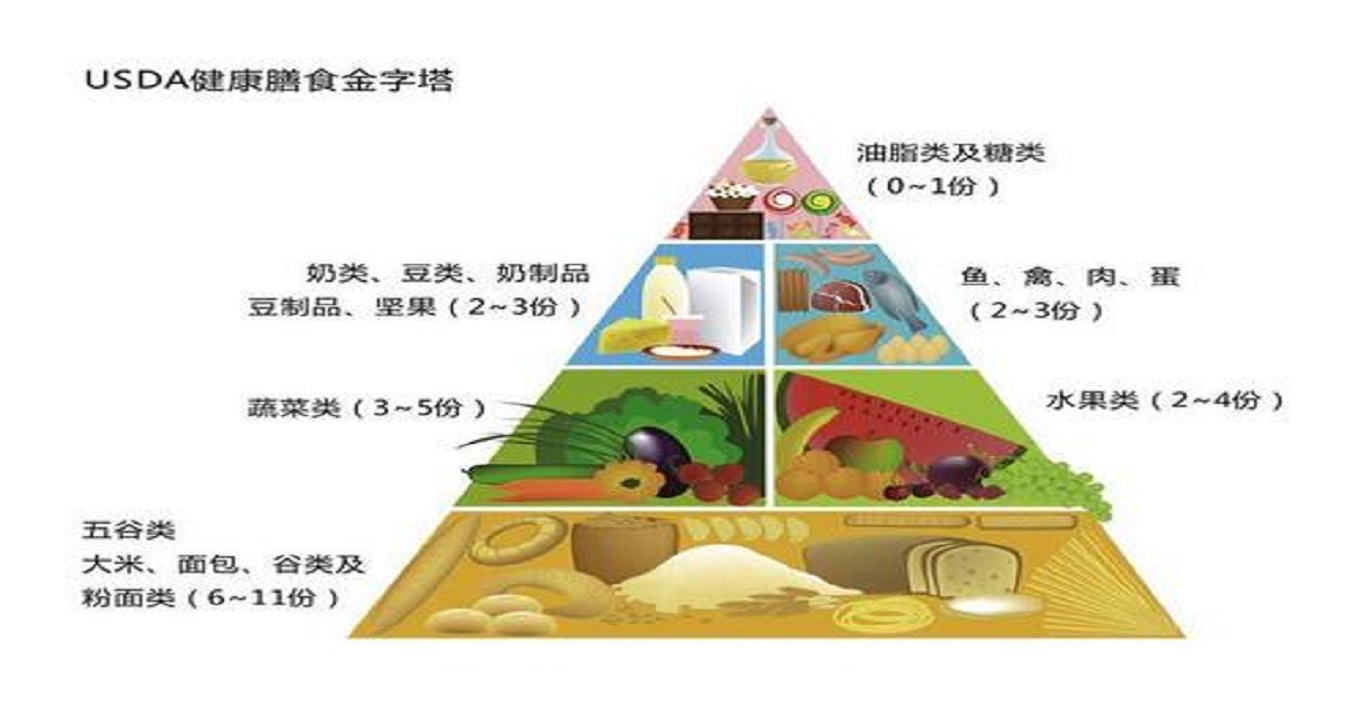 USDA健康膳食金字塔
油脂类及糖类
（0~1份）
奶类、豆类、奶制品
豆制品、坚果（2~3份）
鱼、禽、肉、蛋
（2~3份）
蔬菜类（3~5份）
水果类（2~4份）
五谷类
大米、面包、谷类及
粉面类（6~11份）